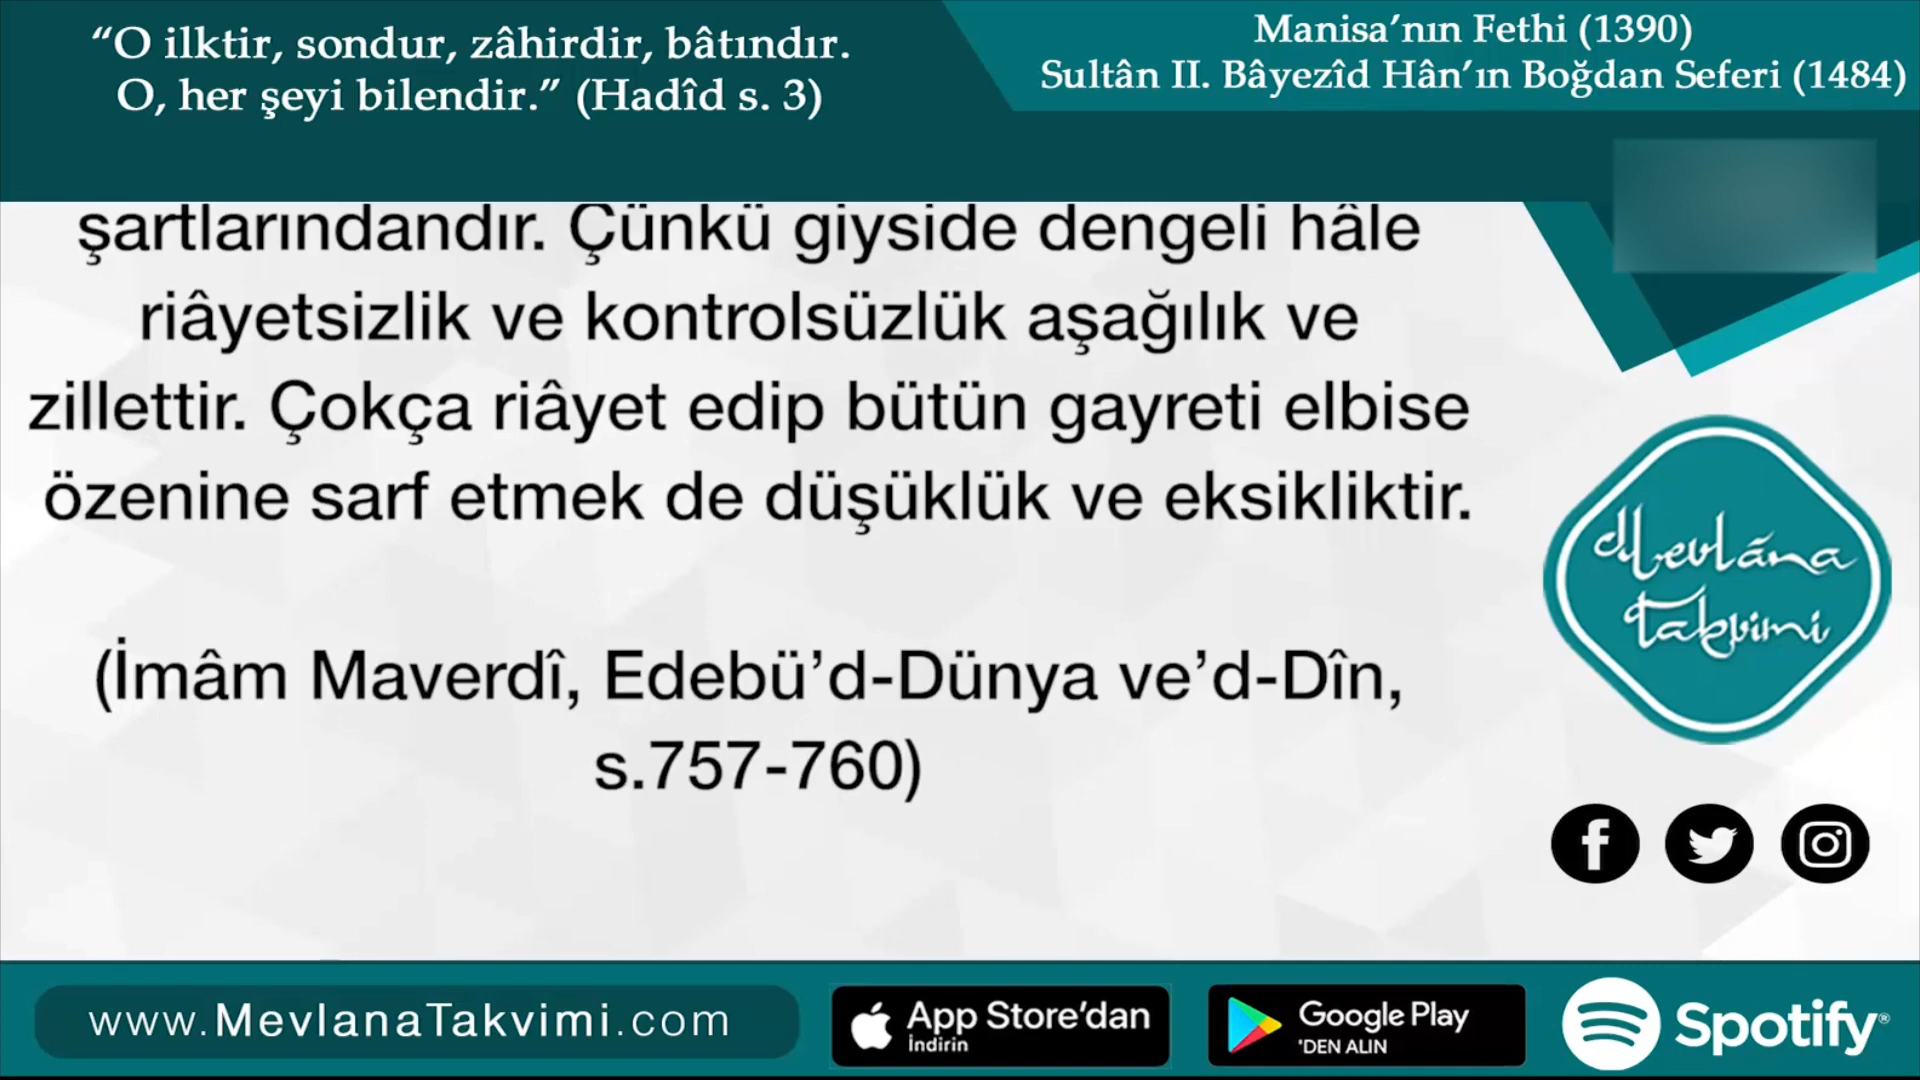 “O ilktir, sondur, zâhirdir, bâtındır.
O, her şeyi bilendir.” (Hadîd s. 3)
Manisa’nın Fethi (1390)
Sultân II. Bâyezîd Hân’ın Boğdan Seferi (1484)
şartlarındandır. Çünkü giyside dengeli hâle
riâyetsizlik ve kontrolsüzlük aşağılık ve
zillettir. Çokça riâyet edip bütün gayreti elbise
özenine sarf etmek de düşüklük ve eksikliktir.
(İmâm Maverdî, Edebü’d-Dünya ve’d-Dîn,
s.757-760)
Mevlâna
Takvimi
www.MevlanaTakvimi.com
App Store’dan
İndirin
Google Play
'DEN ALIN
Spotify®